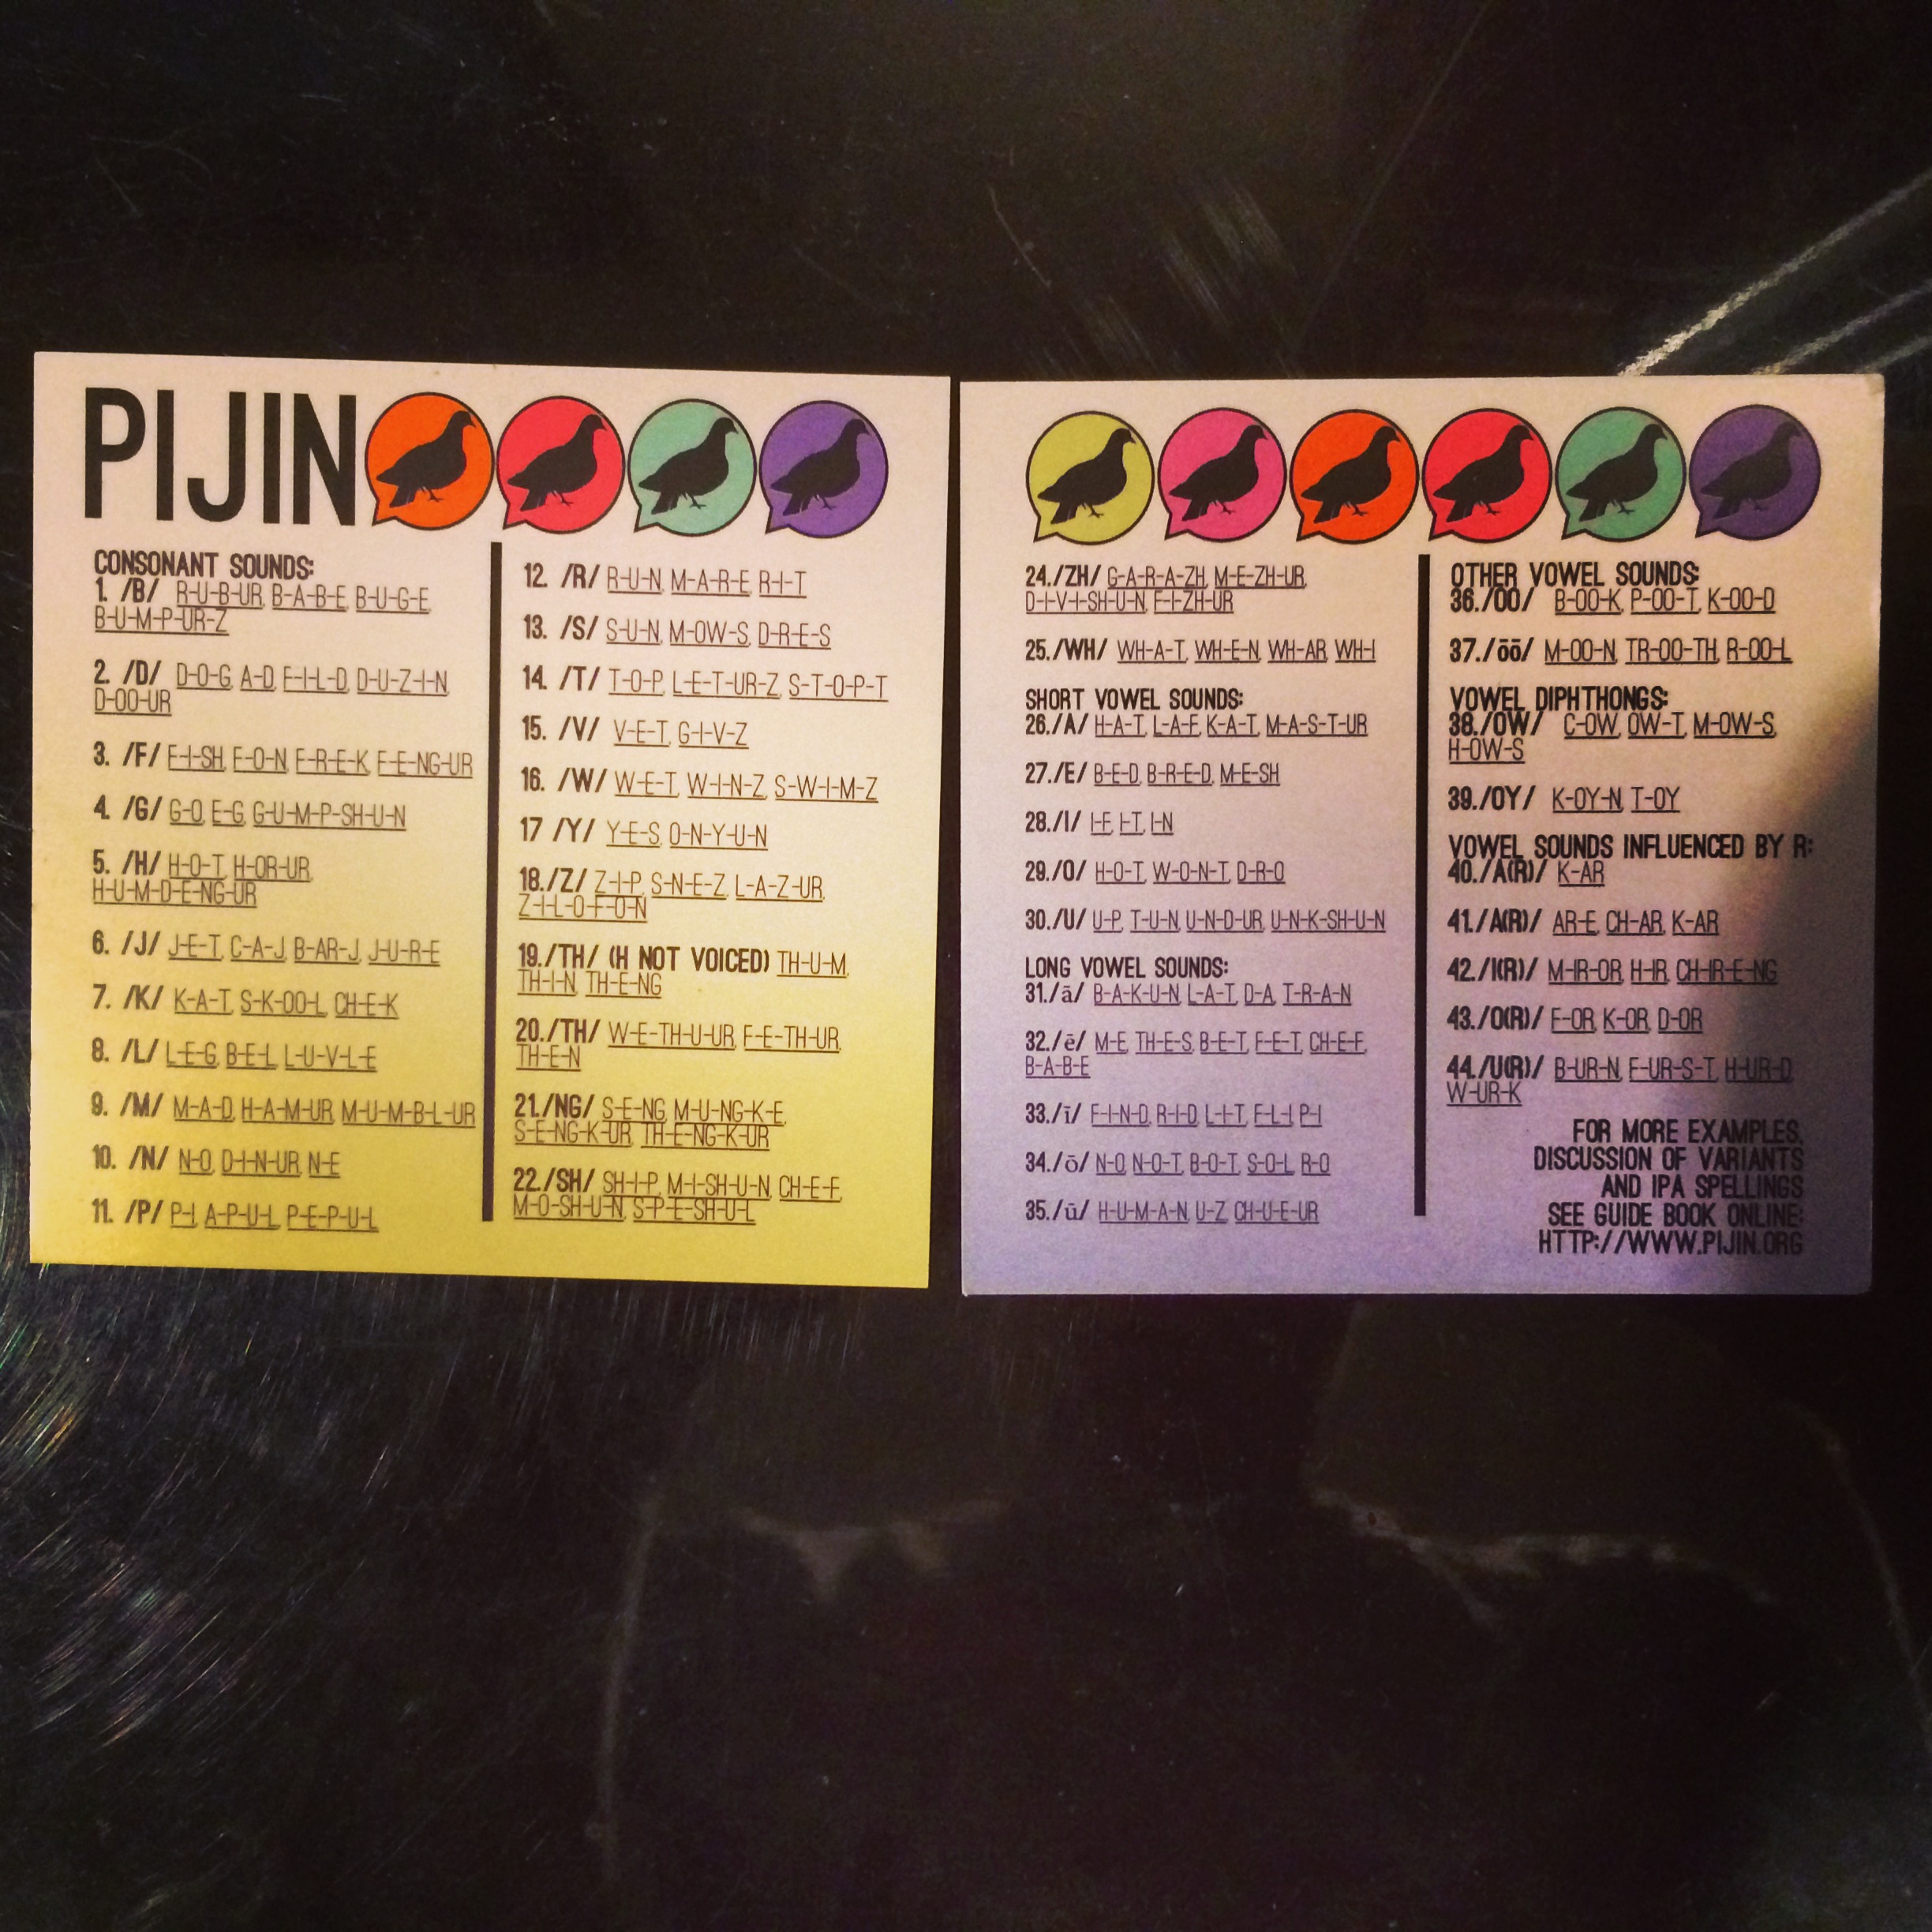 PIJIN
CONSONANT SOUNDS:
1. /B/ R-U-B-UR, B-A-B-E, B-U-G-E,
B-U-M-P-UR-Z
2. /D/ D-O-G, A-D, F-I-L-D, D-U-Z-I-N,
D-OO-UR
3. /F/ F-I-SH, F-O-N, F-R-E-K, F-E-NG-UR
4. /G/ G-O, E-G, G-U-M-P-SH-U-N
5. /H/ H-O-T, H-OR-UR,
H-U-M-D-E-NG-UR
6. /J/ J-E-T, C-A-J, B-AR-J, J-U-R-E
7. /K/ K-A-T, S-K-OO-L, CH-E-K
8. /L/ L-E-G, B-E-L, L-U-V-L-E
9. /M/ M-A-D, H-A-M-UR, M-U-M-B-L-UR
10. /N/ N-O, D-I-N-UR, N-E
11. /P/ P-I, A-P-U-L, P-E-P-U-L
12. /R/ R-U-N, M-A-R-E, R-I-T
13. /S/ S-U-N, M-OW-S, D-R-E-S
14. /T/ T-O-P, L-E-T-UR-Z, S-T-O-P-T
15. /V/ V-E-T, G-I-V-Z
16. /W/ W-E-T, W-I-N-Z, S-W-I-M-Z
17 /Y/ Y-E-S, O-N-Y-U-N
18./Z/ Z-I-P, S-N-E-Z, L-A-Z-UR,
Z-I-L-O-F-O-N
19./TH/ (H NOT VOICED) TH-U-M,
TH-I-N, TH-E-NG
20./TH/ W-E-TH-U-UR, F-E-TH-UR,
TH-E-N
21./NG/ S-E-NG, M-U-NG-K-E,
S-E-NG-K-UR, TH-E-NG-K-UR
22./SH/ SH-I-P, M-I-SH-U-N, CH-E-F,
M-O-SH-U-N, S-P-E-SH-U-L
24./ZH/ G-A-R-A-ZH, M-E-ZH-UR,
D-I-V-I-SH-U-N, F-I-ZH-UR
25./WH/ WH-A-T, WH-E-N, WH-AR, WH-I
SHORT VOWEL SOUNDS:
26./A/ H-A-T, L-A-F, K-A-T, M-A-S-T-UR
27./E/ B-E-D, B-R-E-D, M-E-SH
28./I/ I-F, I-T, I-N
29./O/ H-O-T, W-O-N-T, D-R-O
30./U/ U-P, T-U-N, U-N-D-UR, U-N-K-SH-U-N
LONG VOWEL SOUNDS:
31./ā/ B-A-K-U-N, L-A-T, D-A, T-R-A-N
32./ē/ M-E, TH-E-S, B-E-T, F-E-T, CH-E-F,
B-A-B-E
33./ī/ F-I-N-D, R-I-D, L-I-T, F-L-I, P-I
34./ō/ N-O, N-O-T, B-O-T, S-O-L, R-O
35./ū/ H-U-M-A-N, U-Z, CH-U-E-UR
OTHER VOWEL SOUNDS:
36./OO/ B-OO-K, P-OO-T, K-OO-D
37./ōō/ M-OO-N, TR-OO-TH, R-OO-L
VOWEL DIPHTHONGS:
38./OW/ C-OW, OW-T, M-OW-S,
H-OW-S
39./OY/ K-OY-N, T-OY
VOWEL SOUNDS INFLUENCED BY R:
40./A(R)/ K-AR
41./A(R)/ AR-E, CH-AR, K-AR
42./I(R)/ M-IR-OR, H-IR, CH-IR-E-NG
43./O(R)/ F-OR, K-OR, D-OR
44./U(R)/ B-UR-N, F-UR-S-T, H-UR-D,
W-UR-K
FOR MORE EXAMPLES,
DISCUSSION OF VARIANTS
AND IPA SPELLINGS
SEE GUIDE BOOK ONLINE:
HTTP://WWW.PIJIN.ORG